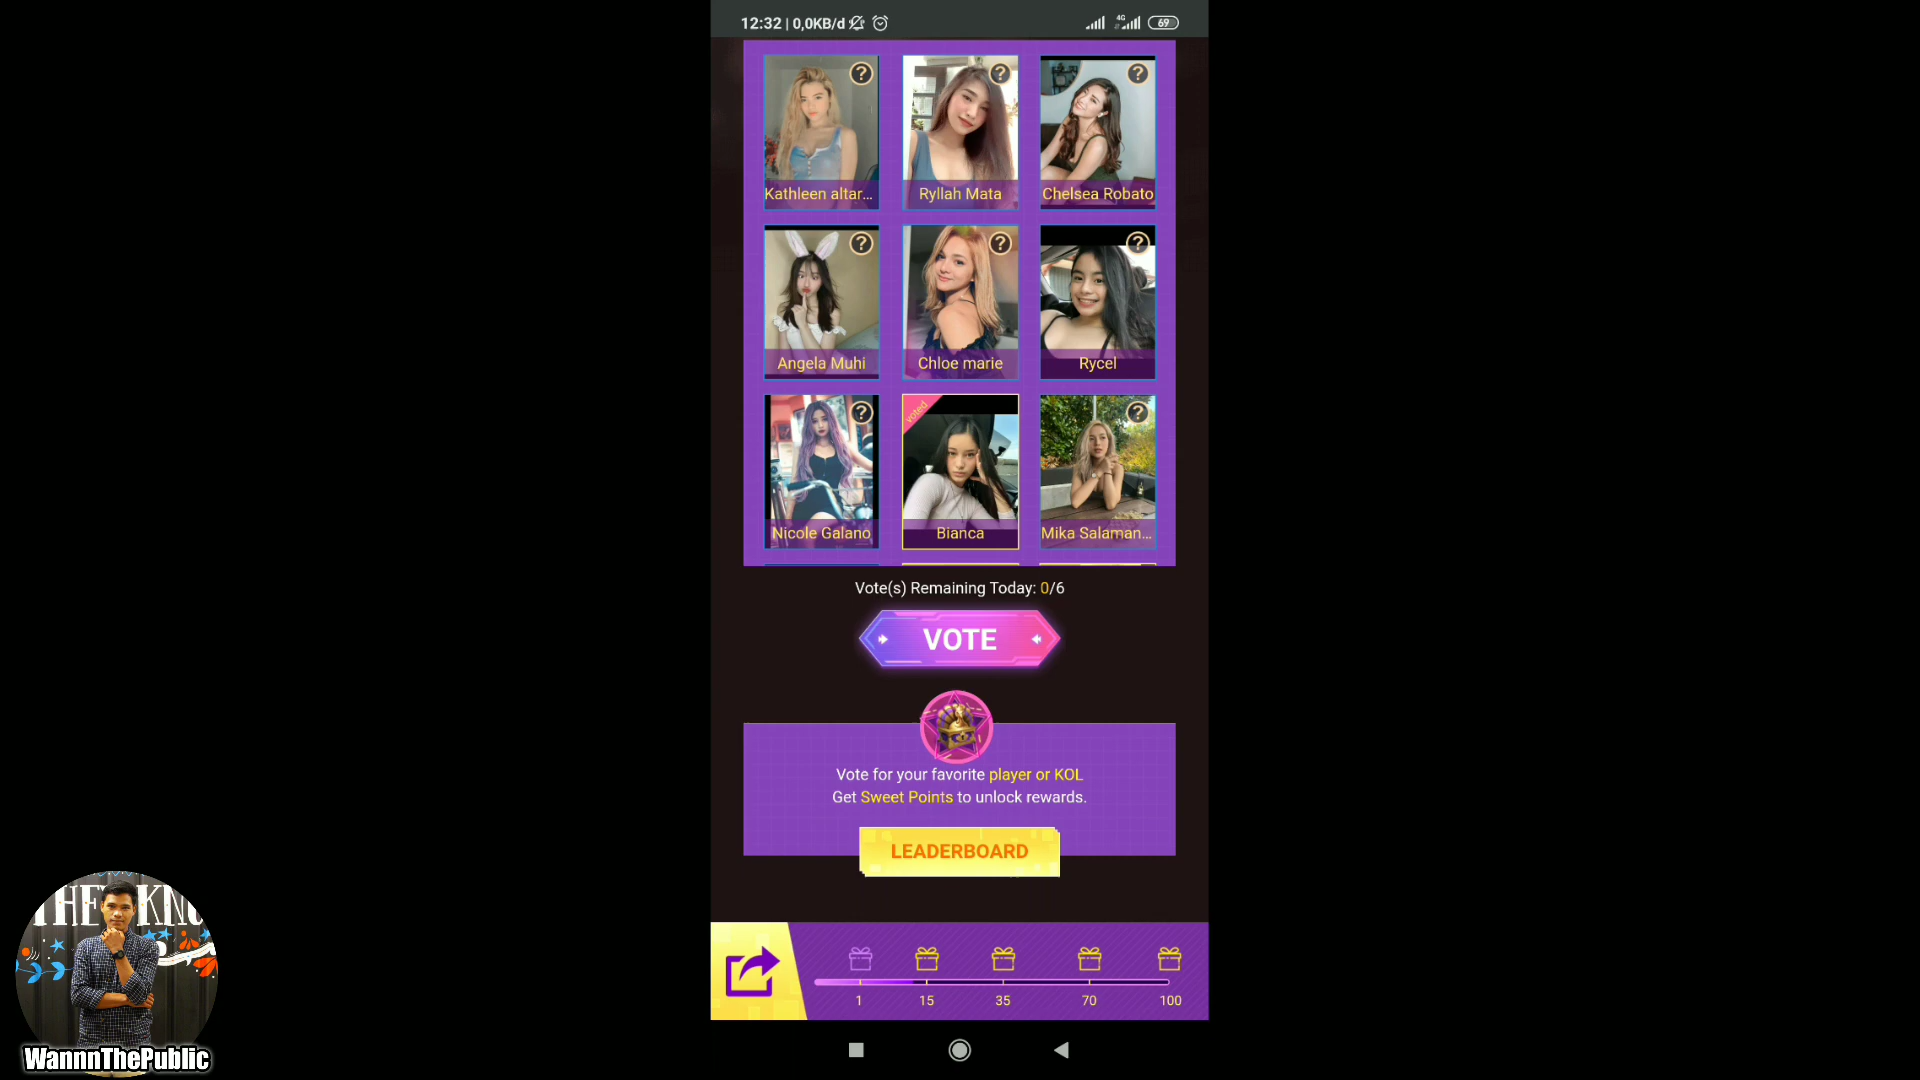 12:32 | 0,0KB/d
4G
69
Kathleen altar...
Ryllah Mata
Chelsea Robato
Angela Muhi
Chloe marie
Rycel
voted
Nicole Galano
Bianca
Mika Salaman...
Vote(s) Remaining Today: 0/6
VOTE
Vote for your favorite player or KOL
Get Sweet Points to unlock rewards.
LEADERBOARD
1
15
35
70
100
WannnThePublic